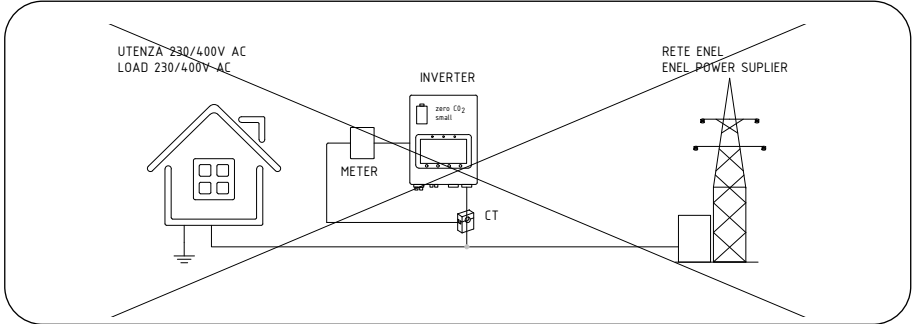 UTENZA 230/400V AC
LOAD 230/400V AC
RETE ENEL
ENEL POWER SUPLIER
INVERTER
zero CO2
small
METER
CT